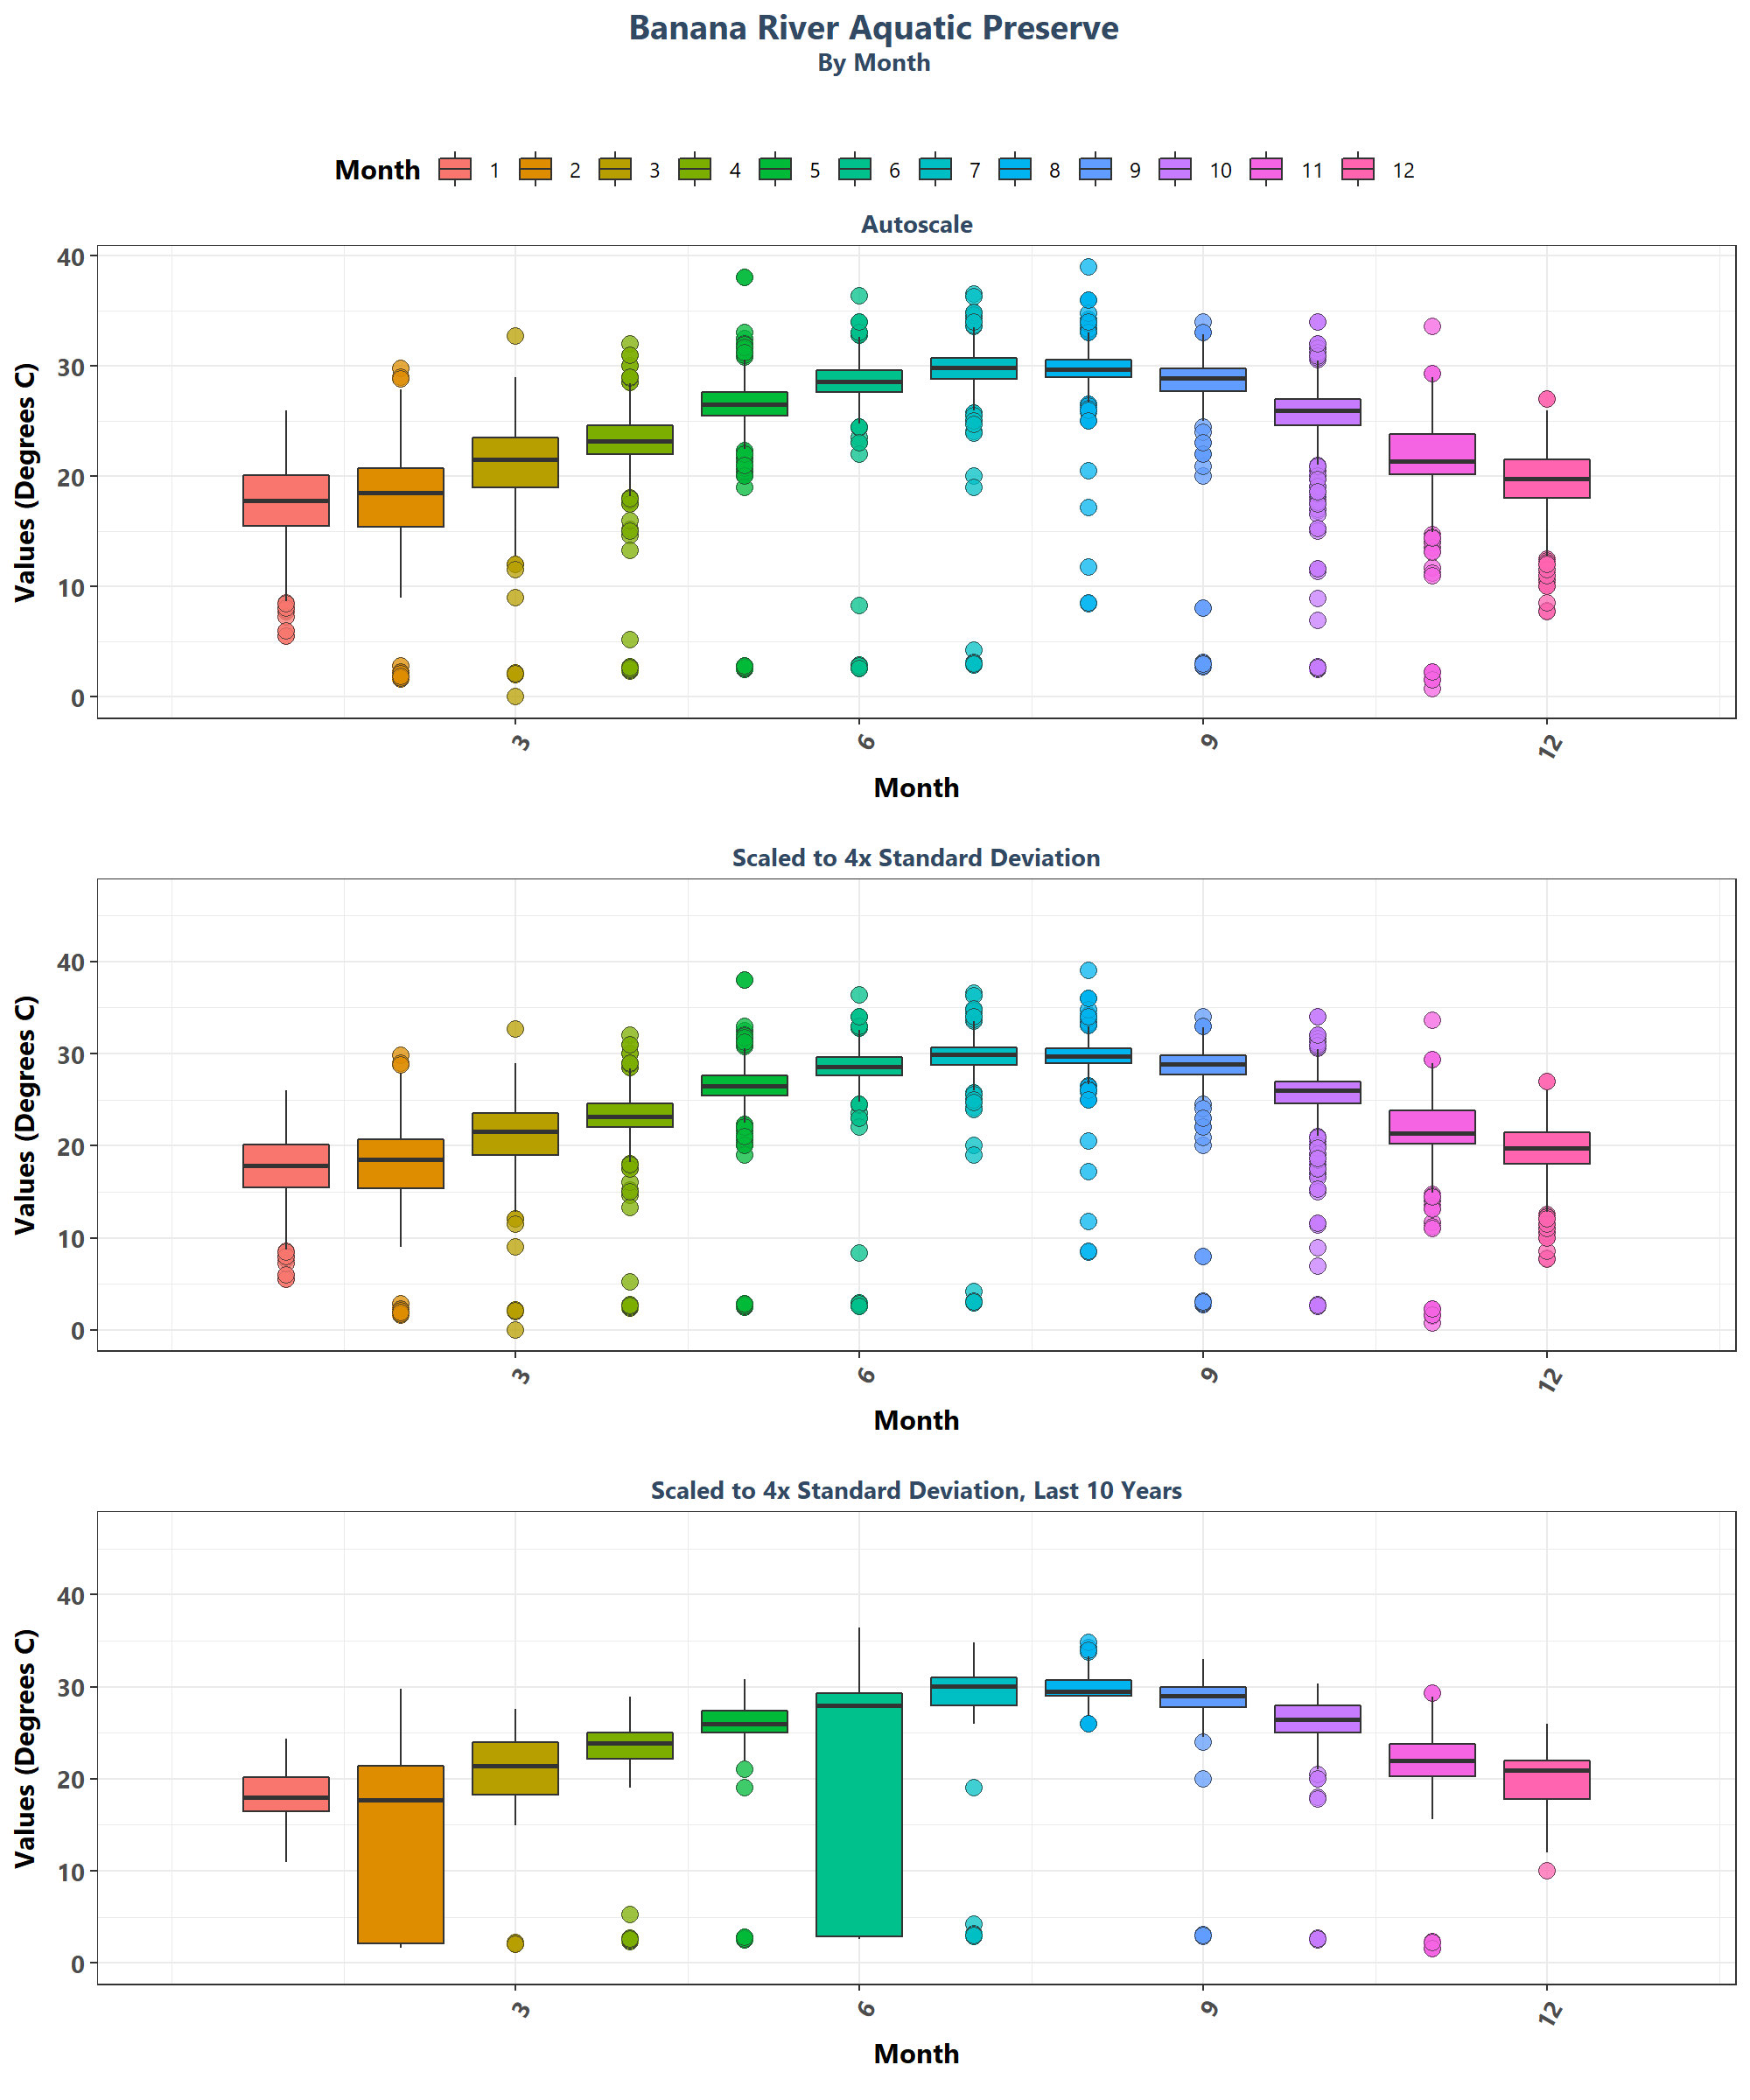 Banana River Aquatic Preserve
By Month
Month 1 2 3 4 5 6 7 8 9 10 11 12
Autoscale
Values (Degrees C)
40
30
20
10
0
3 6 9 12
Month
Scaled to 4x Standard Deviation
Values (Degrees C)
40
30
20
10
0
3 6 9 12
Month
Scaled to 4x Standard Deviation, Last 10 Years
Values (Degrees C)
40
30
20
10
0
3 6 9 12
Month